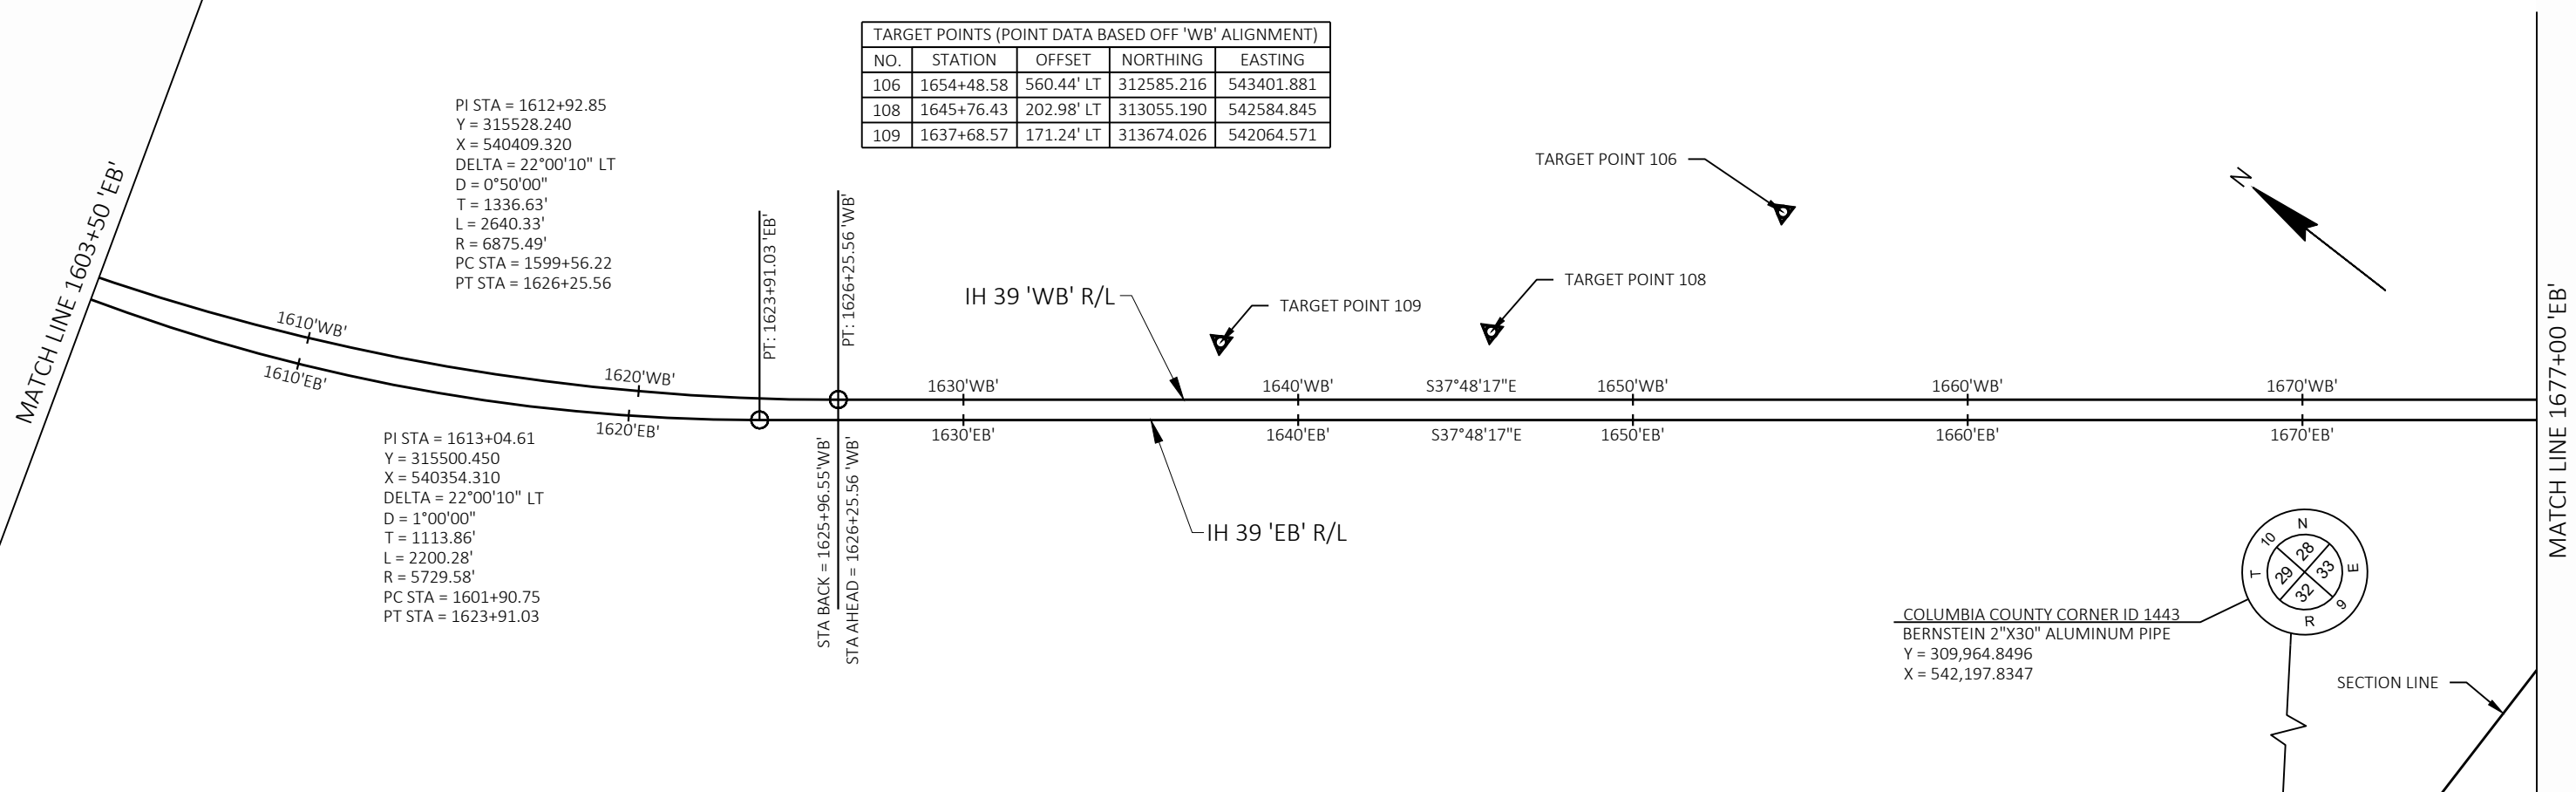 TARGET POINTS (POINT DATA BASED OFF 'WB' ALIGNMENT)
NO. STATION OFFSET NORTHING EASTING
106 1654+48.58 560.44' LT 312585.216 543401.881
108 1645+76.43 202.98' LT 313055.190 542584.845
109 1637+68.57 171.24' LT 313674.026 542064.571
PI STA = 1612+92.85
Y = 315528.240
X = 540409.320
DELTA = 22°00'10" LT
D = 0°50'00"
T = 1336.63'
L = 2640.33'
R = 6875.49'
PC STA = 1599+56.22
PT STA = 1626+25.56
MATCH LINE 1603+50 'EB'
PT: 1623+91.03 'EB'
PT: 1626+25.56 'WB'
TARGET POINT 106
TARGET POINT 108
TARGET POINT 109
IH 39 'WB' R/L
N
1610'WB'
1620'WB'
1630'WB'
1640'WB'
S37°48'17"E
1650'WB'
1660'WB'
1670'WB'
1610'EB'
1620'EB'
1630'EB'
1640'EB'
S37°48'17"E
1650'EB'
1660'EB'
1670'EB'
MATCH LINE 1677+00 'EB'
PI STA = 1613+04.61
Y = 315500.450
X = 540354.310
DELTA = 22°00'10" LT
D = 1°00'00"
T = 1113.86'
L = 2200.28'
R = 5729.58'
PC STA = 1601+90.75
PT STA = 1623+91.03
STA BACK = 1625+96.55'WB'
STA AHEAD = 1626+25.56 'WB'
IH 39 'EB' R/L
N
10
28
T
29
33
E
32
9
R
COLUMBIA COUNTY CORNER ID 1443
BERNSTEIN 2"X30" ALUMINUM PIPE
Y = 309,964.8496
X = 542,197.8347
SECTION LINE